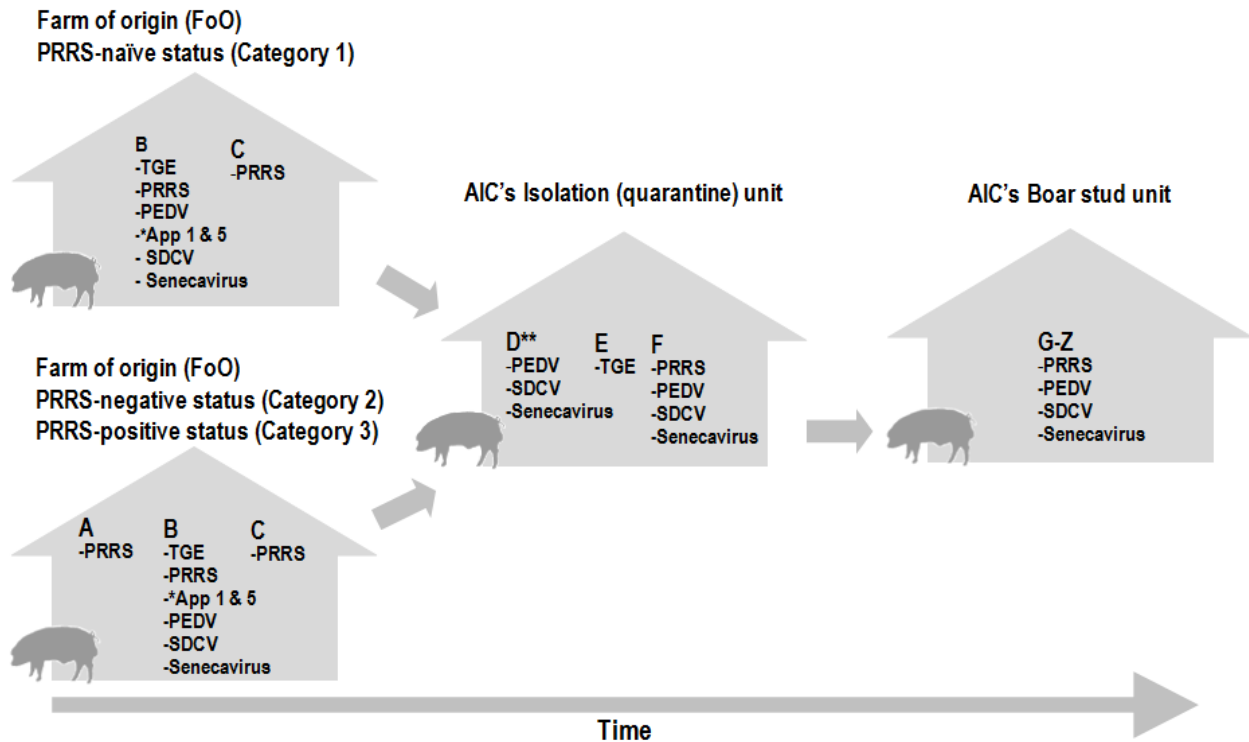 Farm of origin (FoO)
PRRS-naïve status (Category 1)
B
-TGE
-PRRS
-PEDV
-*App 1 & 5
- SDCV
- Senecavirus
C
-PRRS
Farm of origin (FoO)
PRRS-negative status (Category 2)
PRRS-positive status (Category 3)
A
-PRRS
B
-TGE
-PRRS
-*App 1 & 5
-PEDV
-SDCV
-Senecavirus
C
-PRRS
AIC's Isolation (quarantine) unit
D**
-PEDV
-SDCV
-Senecavirus
E
-TGE
F
-PRRS
-PEDV
-SDCV
-Senecavirus
AIC's Boar stud unit
G-Z
-PRRS
-PEDV
-SDCV
-Senecavirus
Time